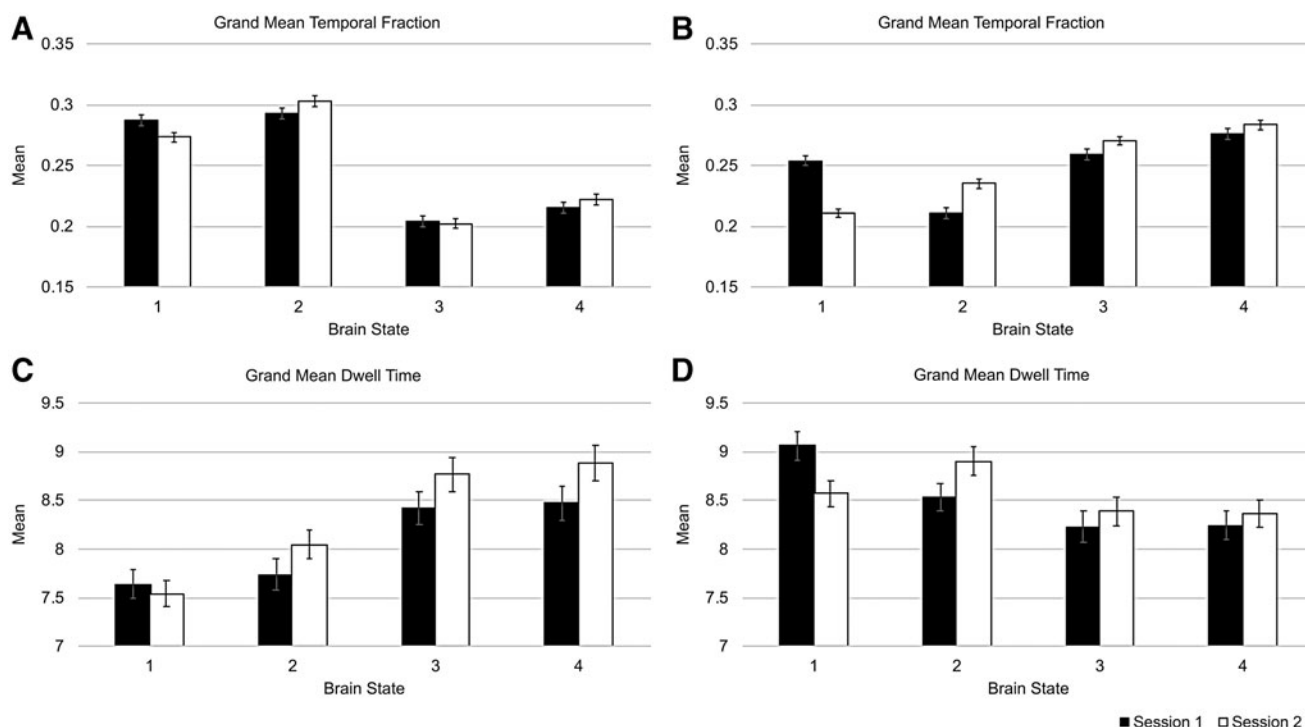 A
Grand Mean Temporal Fraction
0.35
0.3
0.25
0.2
0.15
Mean
1 2 3 4
Brain State
B
Grand Mean Temporal Fraction
0.35
0.3
0.25
0.2
0.15
Mean
1 2 3 4
Brain State
C
Grand Mean Dwell Time
9.5
9
8.5
8
7.5
7
Mean
1 2 3 4
Brain State
D
Grand Mean Dwell Time
9.5
9
8.5
8
7.5
7
Mean
1 2 3 4
Brain State
Session 1 Session 2